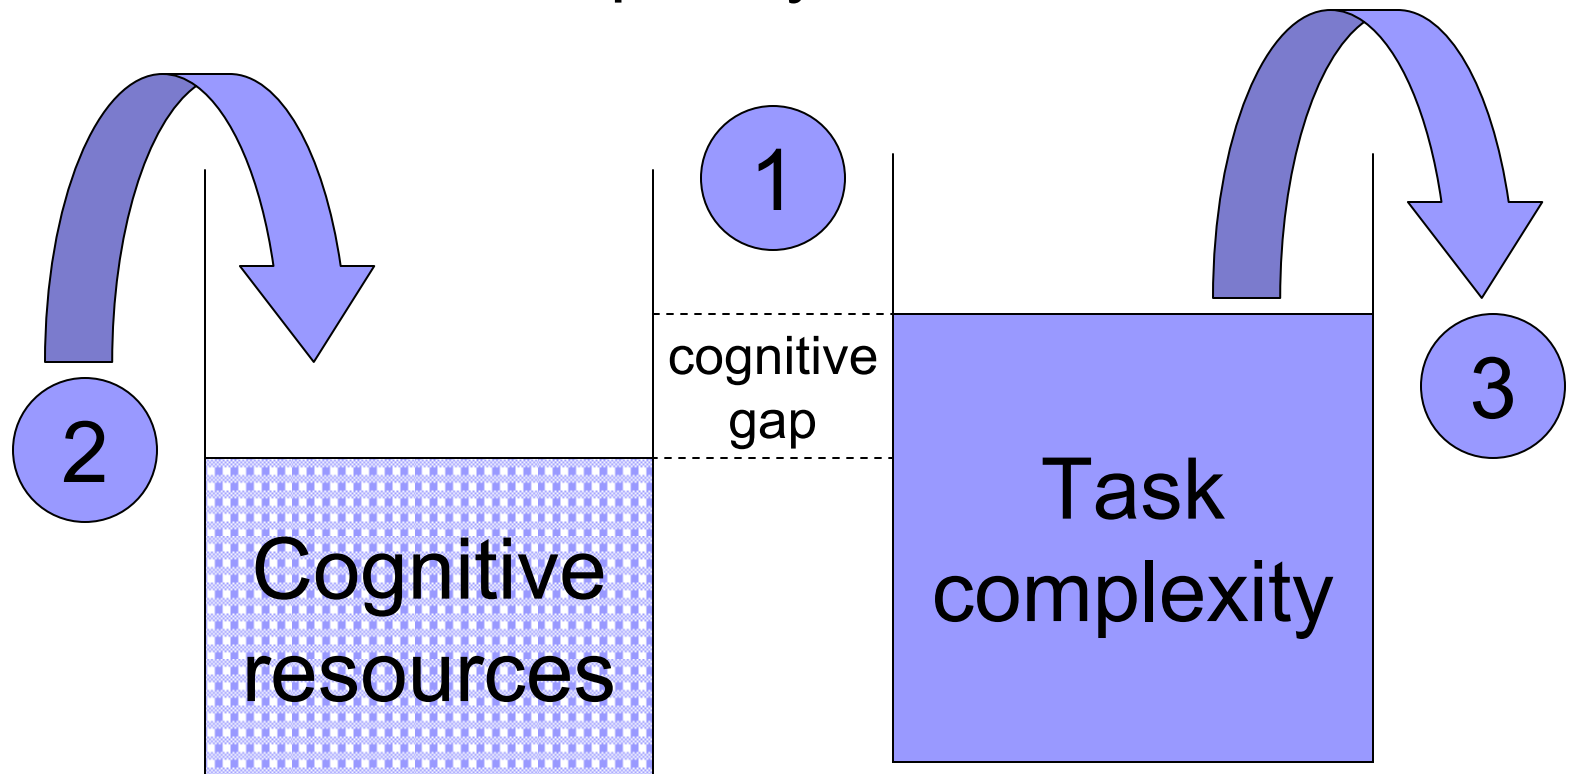 1
cognitive
gap
2
3
Cognitive
resources
Task
complexity